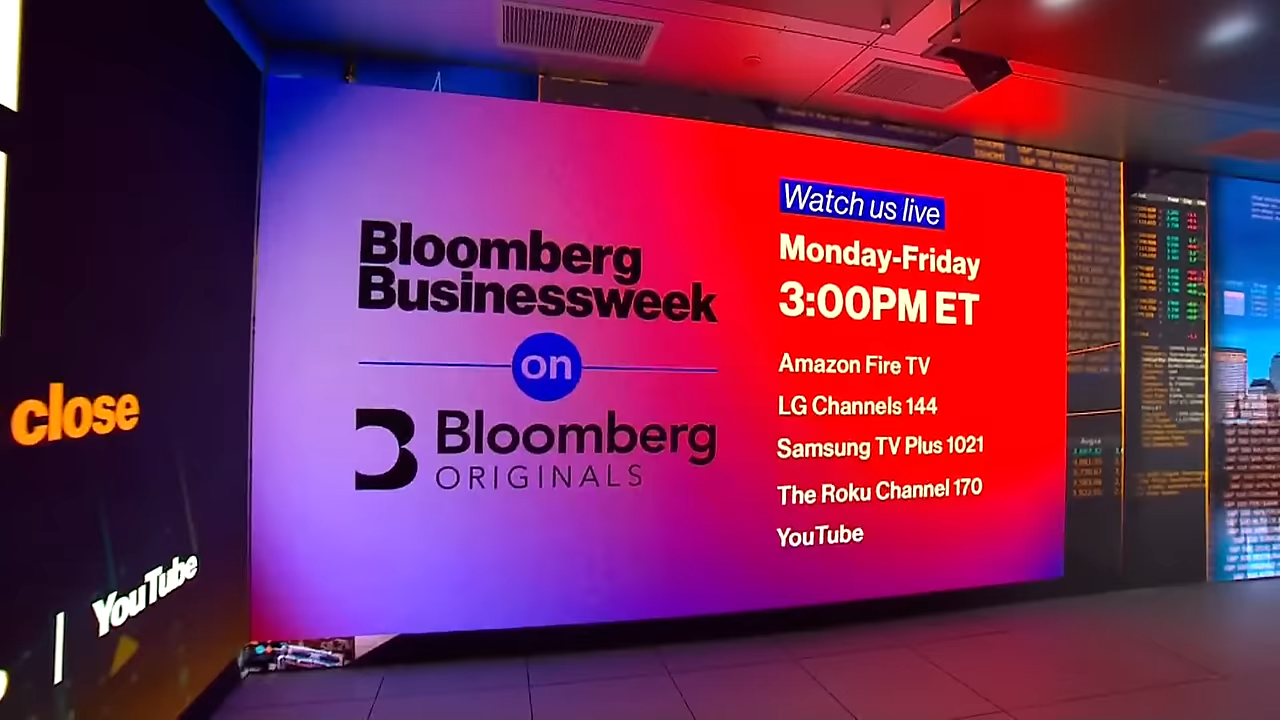 close
YouTube
Bloomberg
Businessweek
on
Bloomberg
ORIGINALS
Watch us live
Monday-Friday
3:00PM ET
Amazon Fire TV
LG Channels 144
Samsung TV Plus 1021
The Roku Channel 170
YouTube